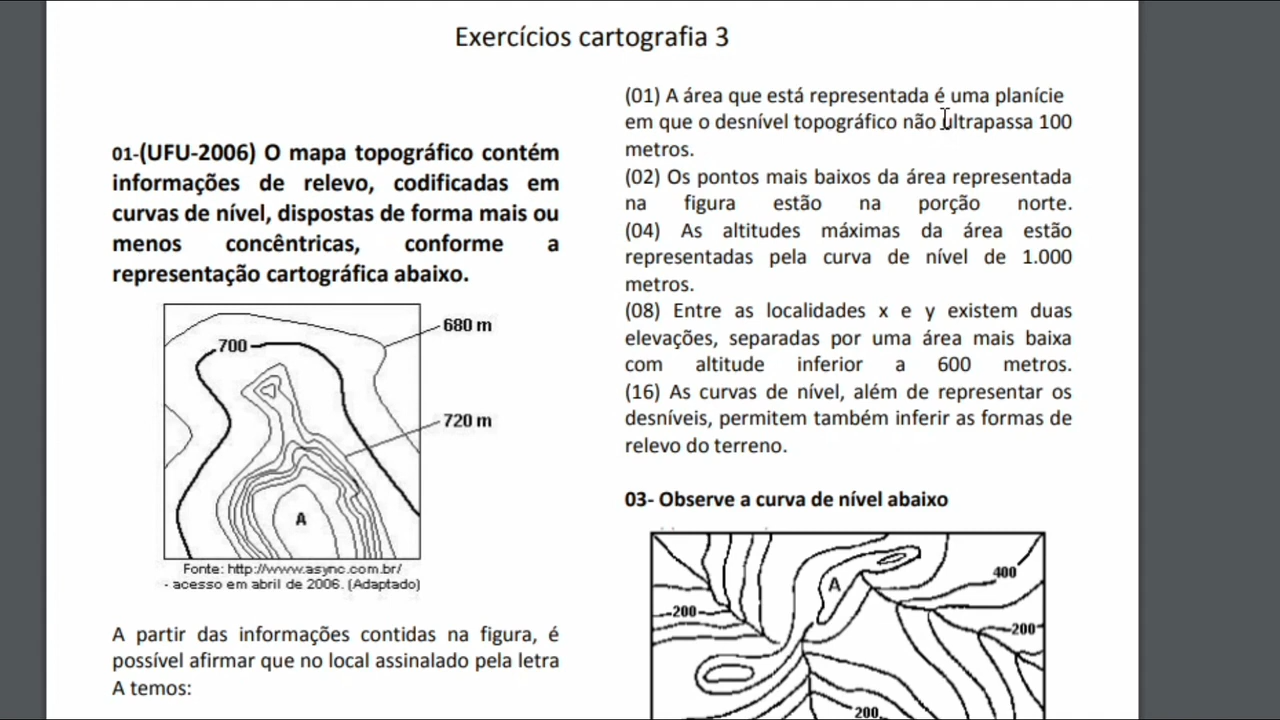 Exercícios cartografia 3
01-(UFU-2006) O mapa topográfico contém
informações de relevo, codificadas em
curvas de nível, dispostas de forma mais ou
menos concêntricas, conforme a
representação cartográfica abaixo.
680 m
700
720 m
A
Fonte: http://www.async.com.br/
- acesso em abril de 2006. (Adaptado)
A partir das informações contidas na figura, é
possível afirmar que no local assinalado pela letra
A temos:
(01) A área que está representada é uma planície
em que o desnível topográfico não ultrapassa 100
metros.
(02) Os pontos mais baixos da área representada
na figura estão na porção norte.
(04) As altitudes máximas da área estão
representadas pela curva de nível de 1.000
metros.
(08) Entre as localidades x e y existem duas
elevações, separadas por uma área mais baixa
com altitude inferior a 600 metros.
(16) As curvas de nível, além de representar os
desníveis, permitem também inferir as formas de
relevo do terreno.
03- Observe a curva de nível abaixo
400
A
200
200
200